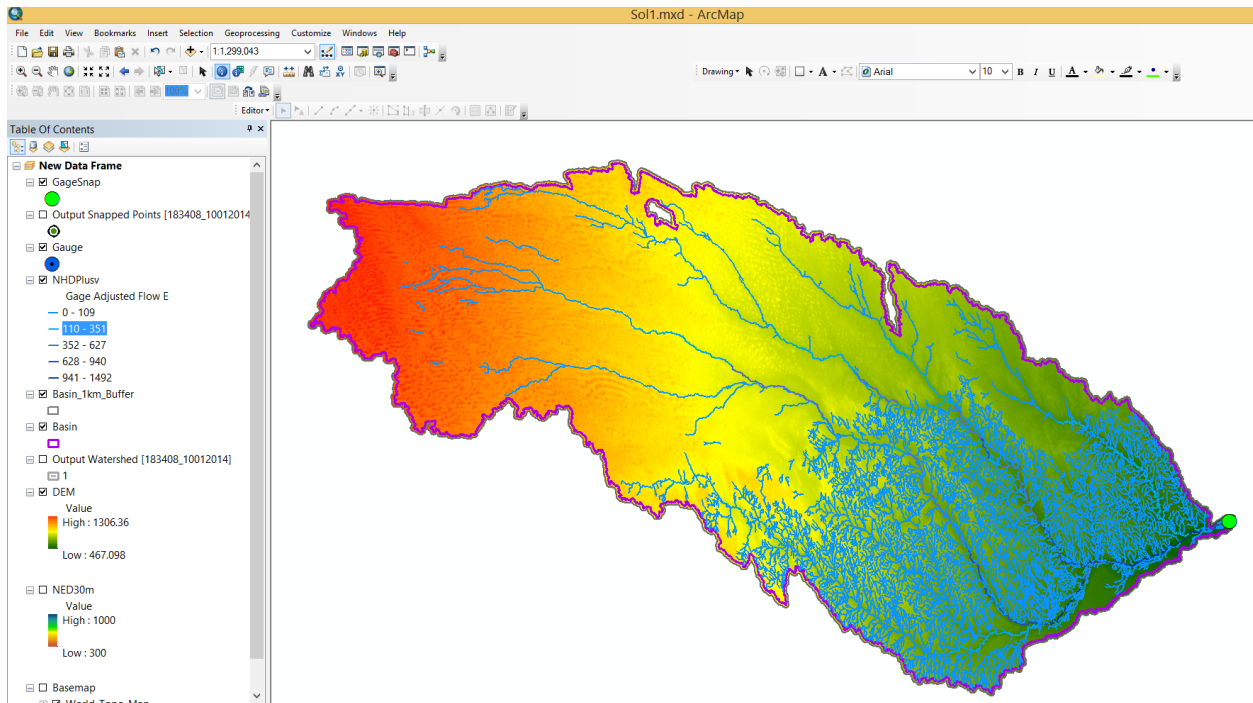 Sol1.mxd - ArcMap
File Edit View Bookmarks Insert Selection Geoprocessing Customize Windows Help
1:1,299,043
Drawing A Arial 10 B I U A
100%
Editor
Table Of Contents
New Data Frame
GageSnap
Output Snapped Points [183408_10012014
Gauge
NHDPlusv
Gage Adjusted Flow E
0 - 109
110 - 351
352 - 627
628 - 940
941 - 1492
Basin_1km_Buffer
Basin
Output Watershed [183408_10012014]
1
DEM
Value
High : 1306.36
Low : 467.098
NED30m
Value
High : 1000
Low : 300
Basemap
World_Topo_Map